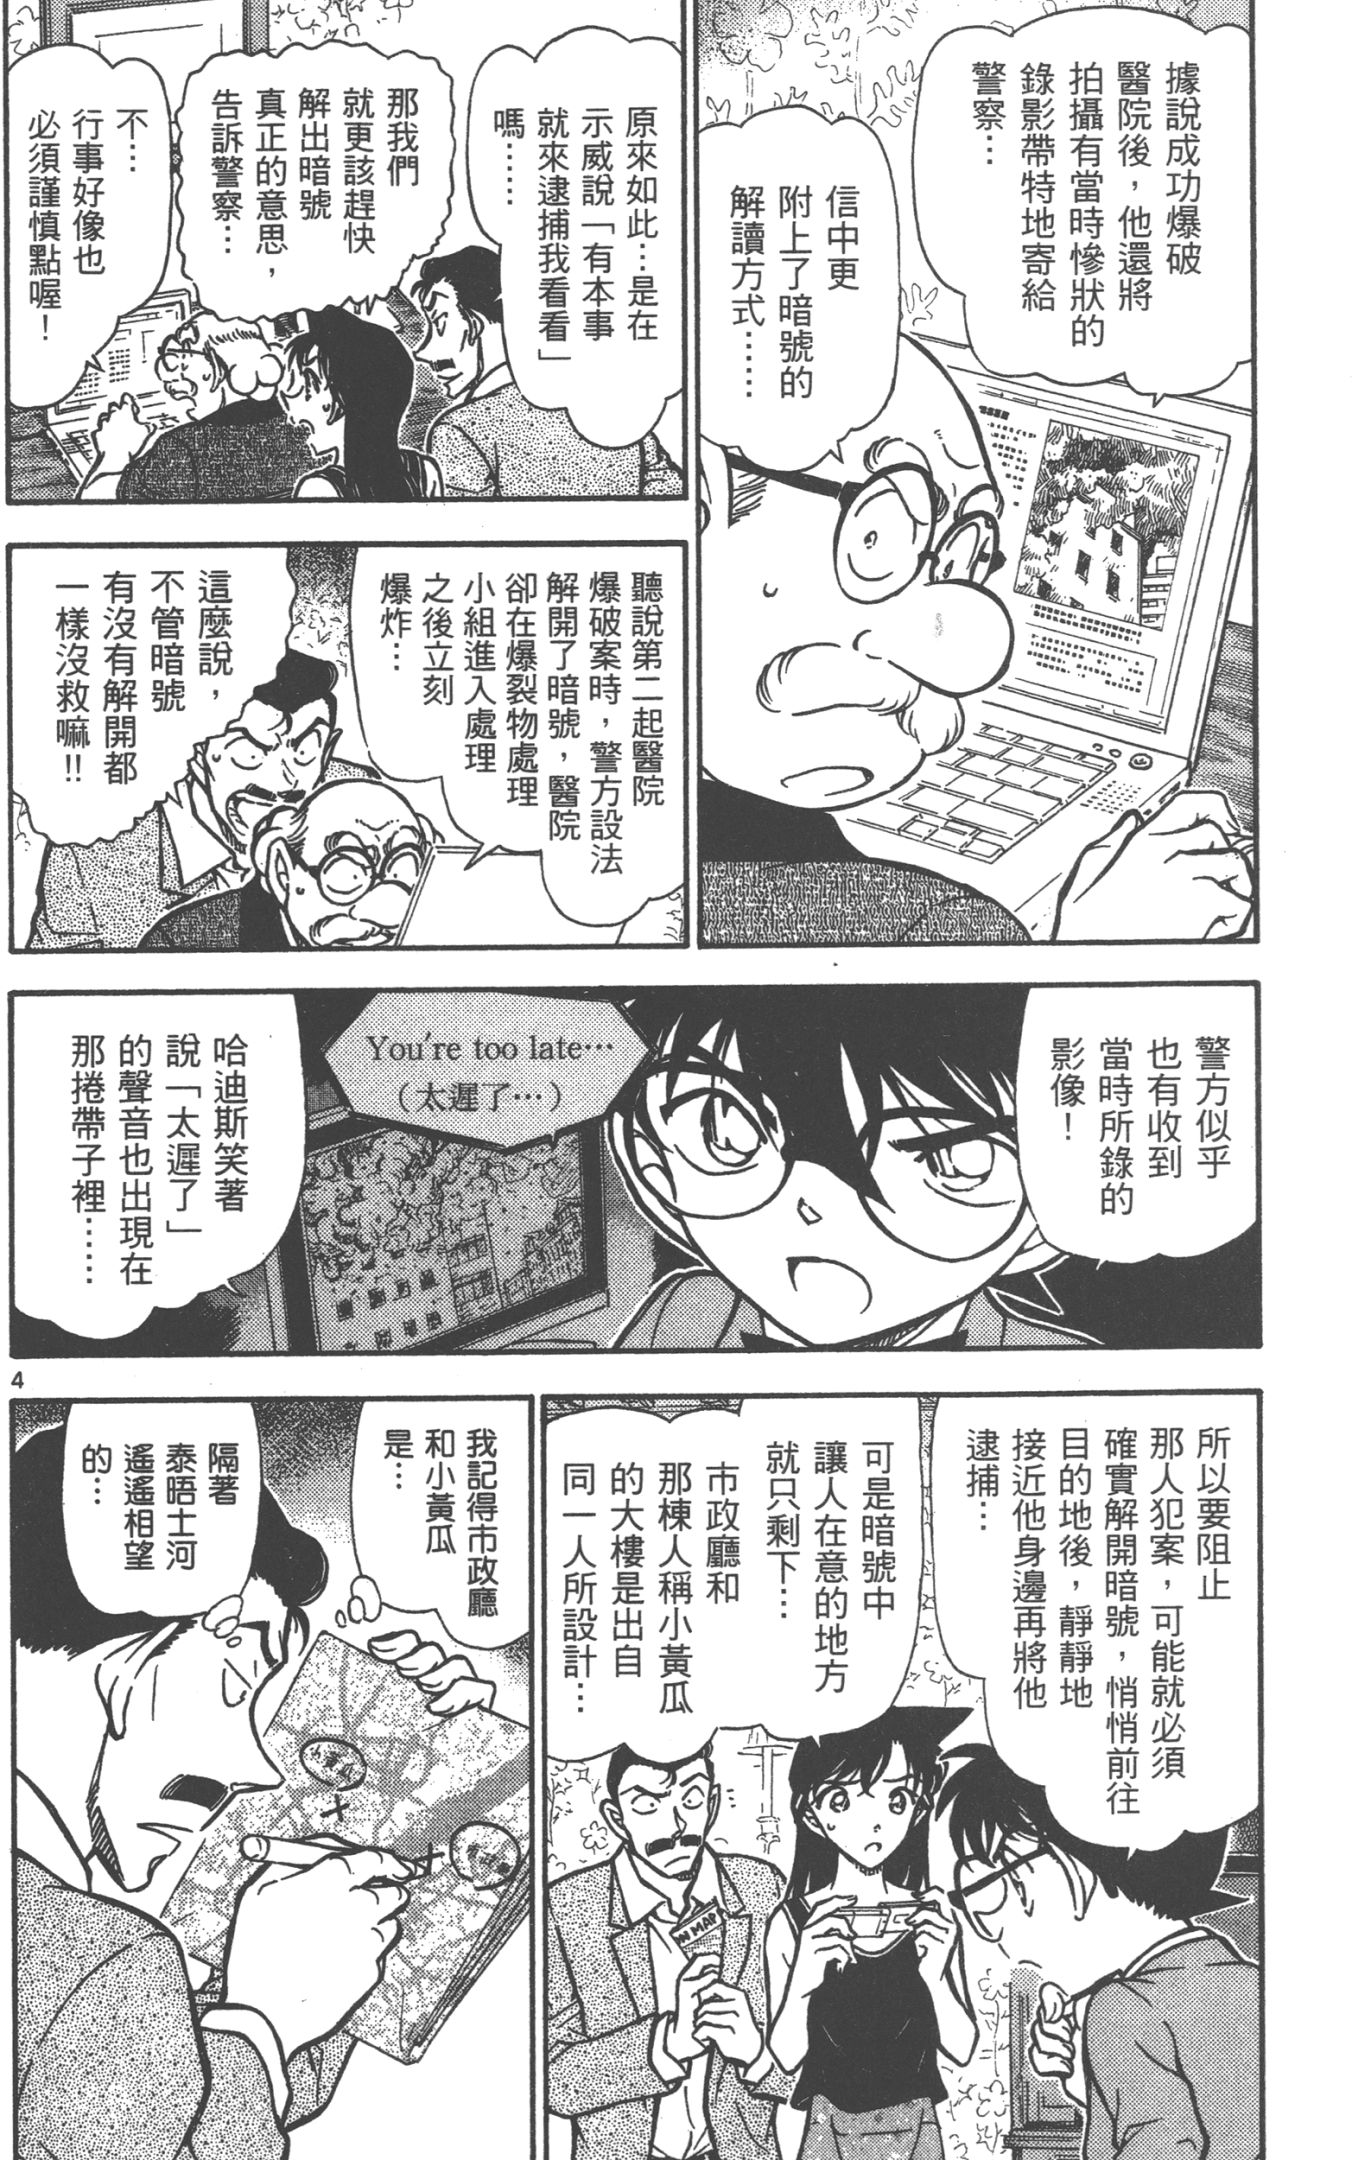 據說成功爆破
醫院後，他還將
拍攝有當時慘狀的
錄影帶特地寄給
警察…
信中更
附上了暗號的
解讀方式……
原來如此…是在
示威說「有本事
就來逮捕我看看」
嗎……
那我們
就更該趕快
解出暗號
真正的意思，
告訴警察…
不…
行事好像也
必須謹慎點喔！
聽說第二起醫院
爆破案時，警方設法
解開了暗號，醫院
卻在爆裂物處理
小組進入處理
之後立刻
爆炸…
這麼說，
不管暗號
有沒有解開都
一樣沒救嘛！！
警方似乎
也有收到
當時所錄的
影像！
You're too late…
（太遲了…）
哈迪斯笑著
說「太遲了」
的聲音也出現在
那捲帶子裡……
4
所以要阻止
那人犯案，可能就必須
確實解開暗號，悄悄前往
目的地後，靜靜地
接近他身邊再將他
逮捕…
可是暗號中
讓人在意的地方
就只剩下…
市政廳和
那棟人稱小黃瓜
的大樓是出自
同一人所設計…
MAP
我記得市政廳
和小黃瓜
是…
隔著
泰晤士河
遙遙相望
的…